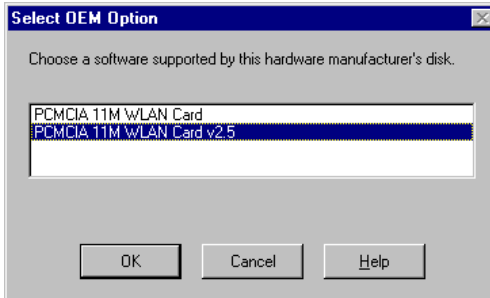 Select OEM Option
Choose a software supported by this hardware manufacturer's disk.
PCMCIA 11M WLAN Card
PCMCIA 11M WLAN Card v2.5
OK
Cancel
Help